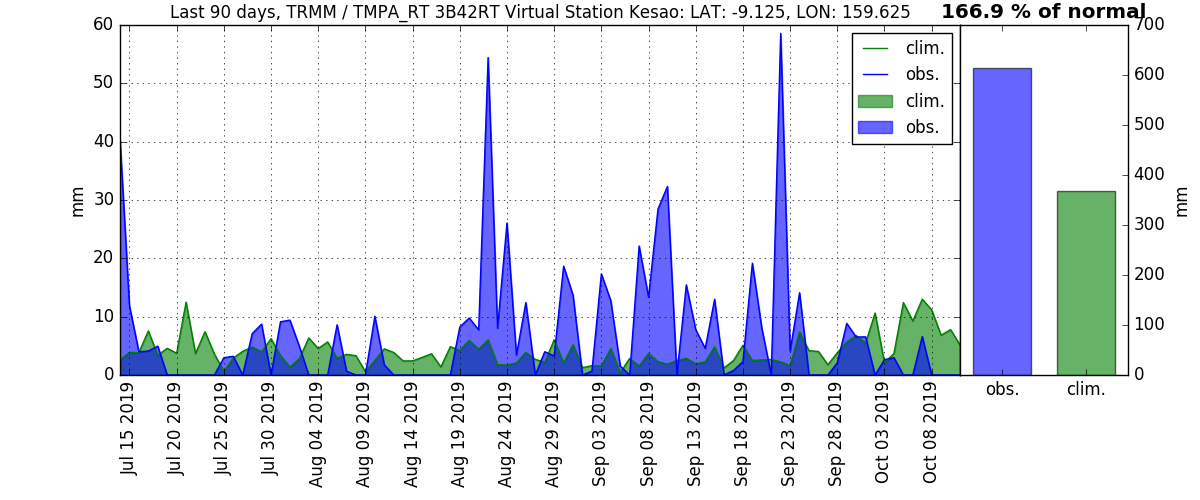 Last 90 days, TRMM / TMPA_RT 3B42RT Virtual Station Kesao: LAT: -9.125, LON: 159.625
166.9 % of normal
60
50
40
30
20
10
0
mm
clim.
obs.
clim.
obs.
Jul 15 2019
Jul 20 2019
Jul 25 2019
Jul 30 2019
Aug 04 2019
Aug 09 2019
Aug 14 2019
Aug 19 2019
Aug 24 2019
Aug 29 2019
Sep 03 2019
Sep 08 2019
Sep 13 2019
Sep 18 2019
Sep 23 2019
Sep 28 2019
Oct 03 2019
Oct 08 2019
700
600
500
400
300
200
100
0
mm
obs.
clim.